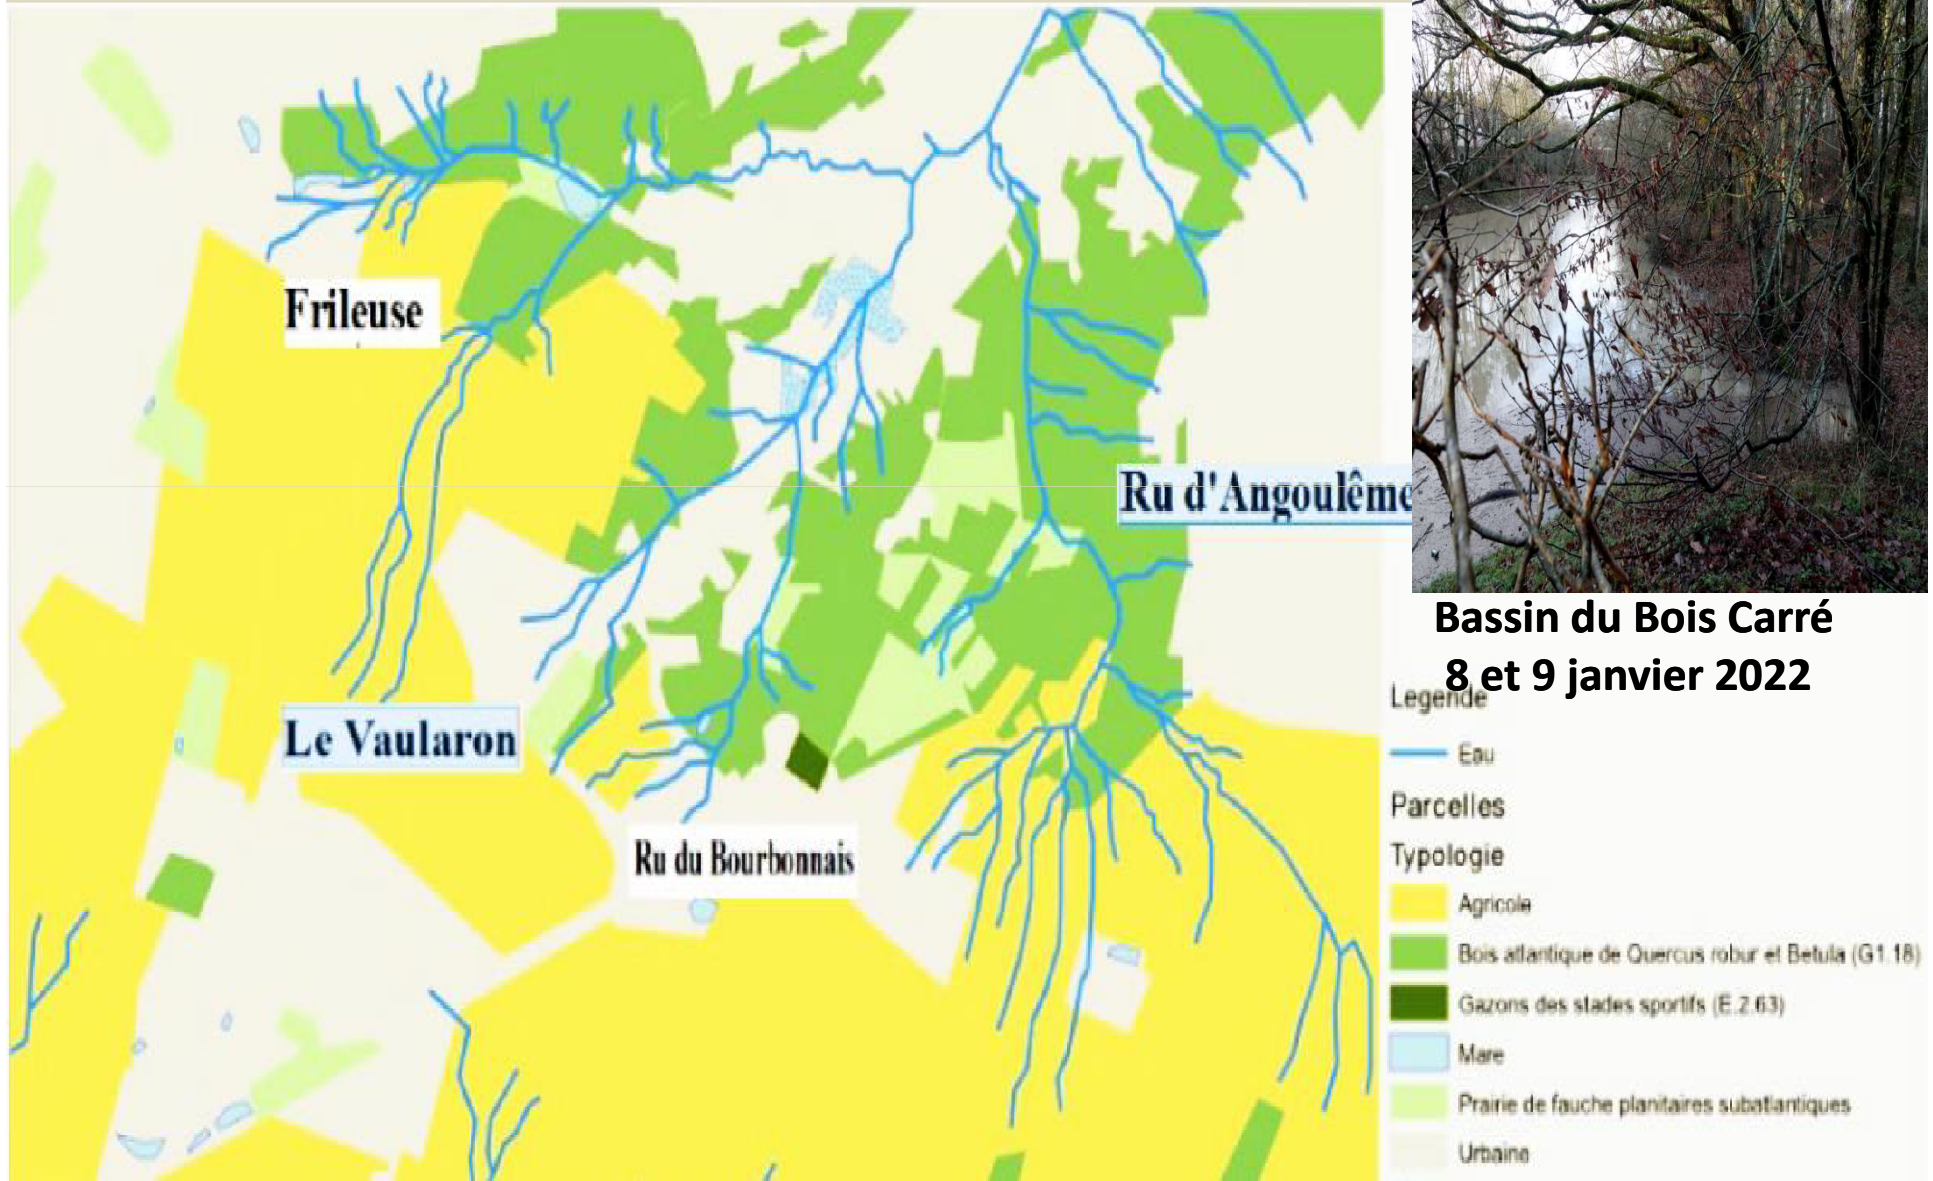 Frileuse
Ru d'Angoulême
Le Vaularon
Ru du Bourbonnais
Bassin du Bois Carré
8 et 9 janvier 2022
Legende
Eau
Parcelles
Typologie
Agricole
Bois atlantique de Quercus robur et Betula (G1.18)
Gazons des stades sportifs (E.2.63)
Mare
Prairie de fauche planitaires subatlantiques
Urbaine